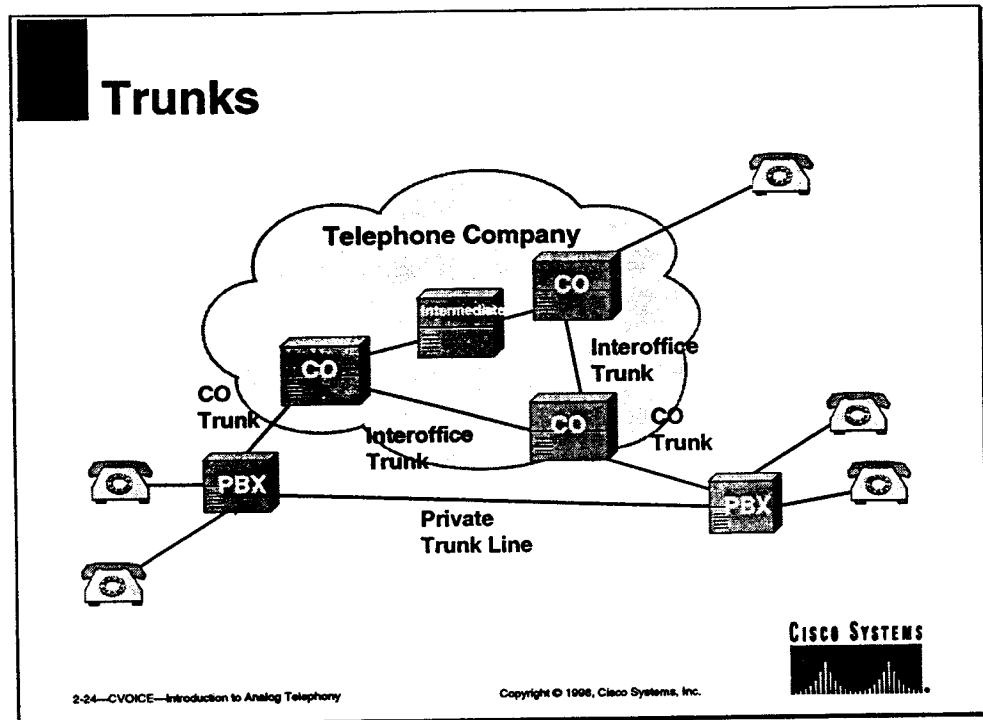 Trunks
Telephone Company
CO
Intermediate
Interoffice
Trunk
CO
CO
Trunk
CO
CO
Trunk
Interoffice
Trunk
PBX
PBX
Private
Trunk Line
CISCO SYSTEMS
2-24—CVOICE—Introduction to Analog Telephony
Copyright © 1998, Cisco Systems, Inc.